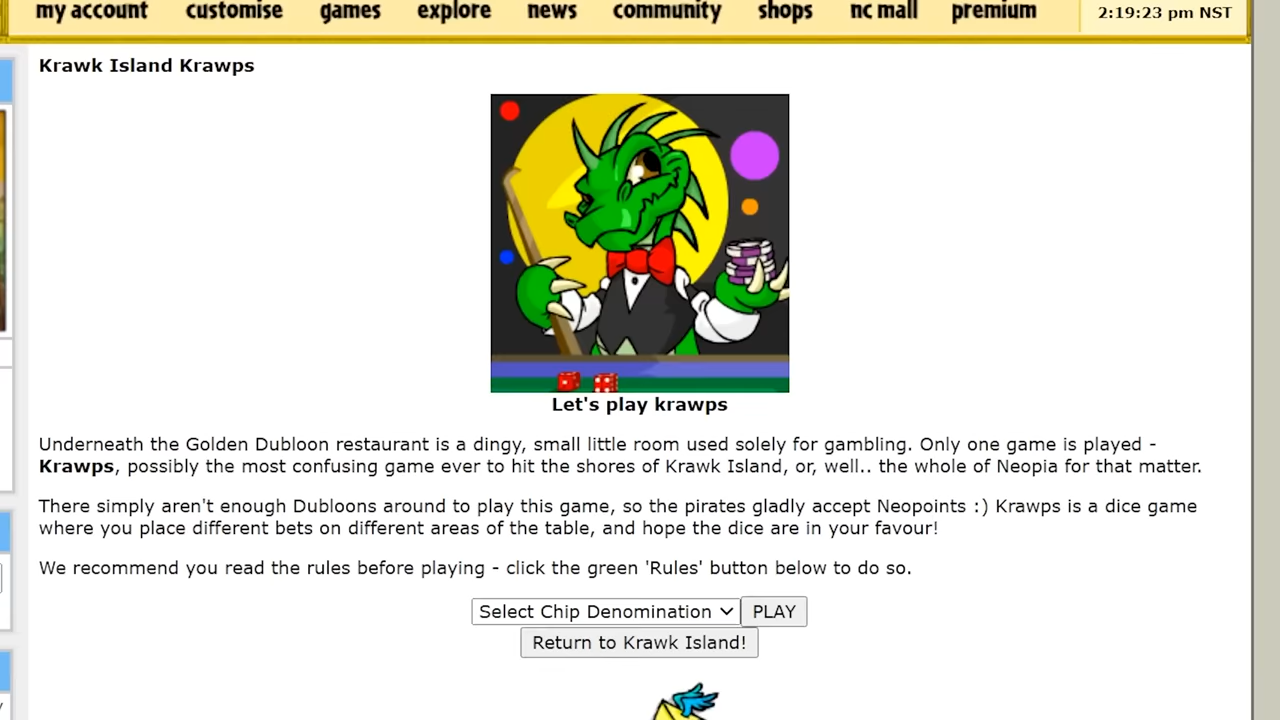 my account customise games explore news community shops nc mall premium 2:19:23 pm NST
Krawk Island Krawps
Let's play krawps
Underneath the Golden Dubloon restaurant is a dingy, small little room used solely for gambling. Only one game is played -
Krawps, possibly the most confusing game ever to hit the shores of Krawk Island, or, well.. the whole of Neopia for that matter.
There simply aren't enough Dubloons around to play this game, so the pirates gladly accept Neopoints :) Krawps is a dice game
where you place different bets on different areas of the table, and hope the dice are in your favour!
We recommend you read the rules before playing - click the green 'Rules' button below to do so.
Select Chip Denomination PLAY
Return to Krawk Island!